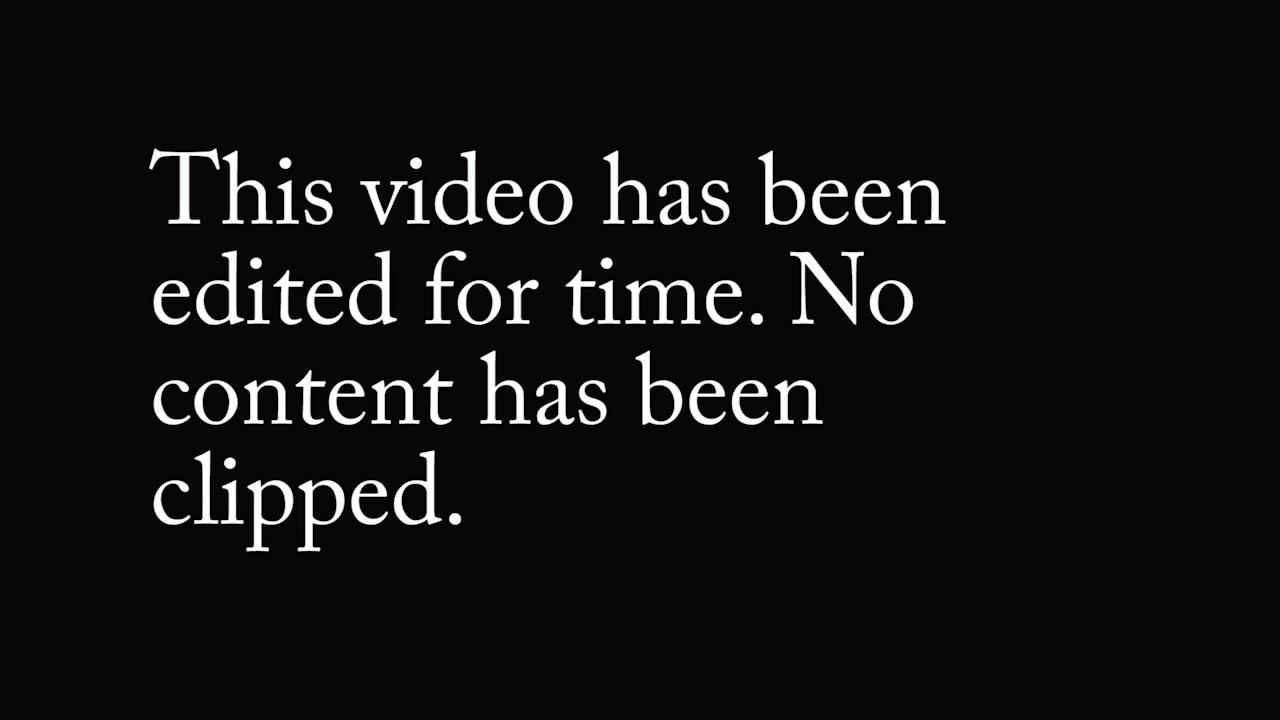 This video has been
edited for time. No
content has been
clipped.